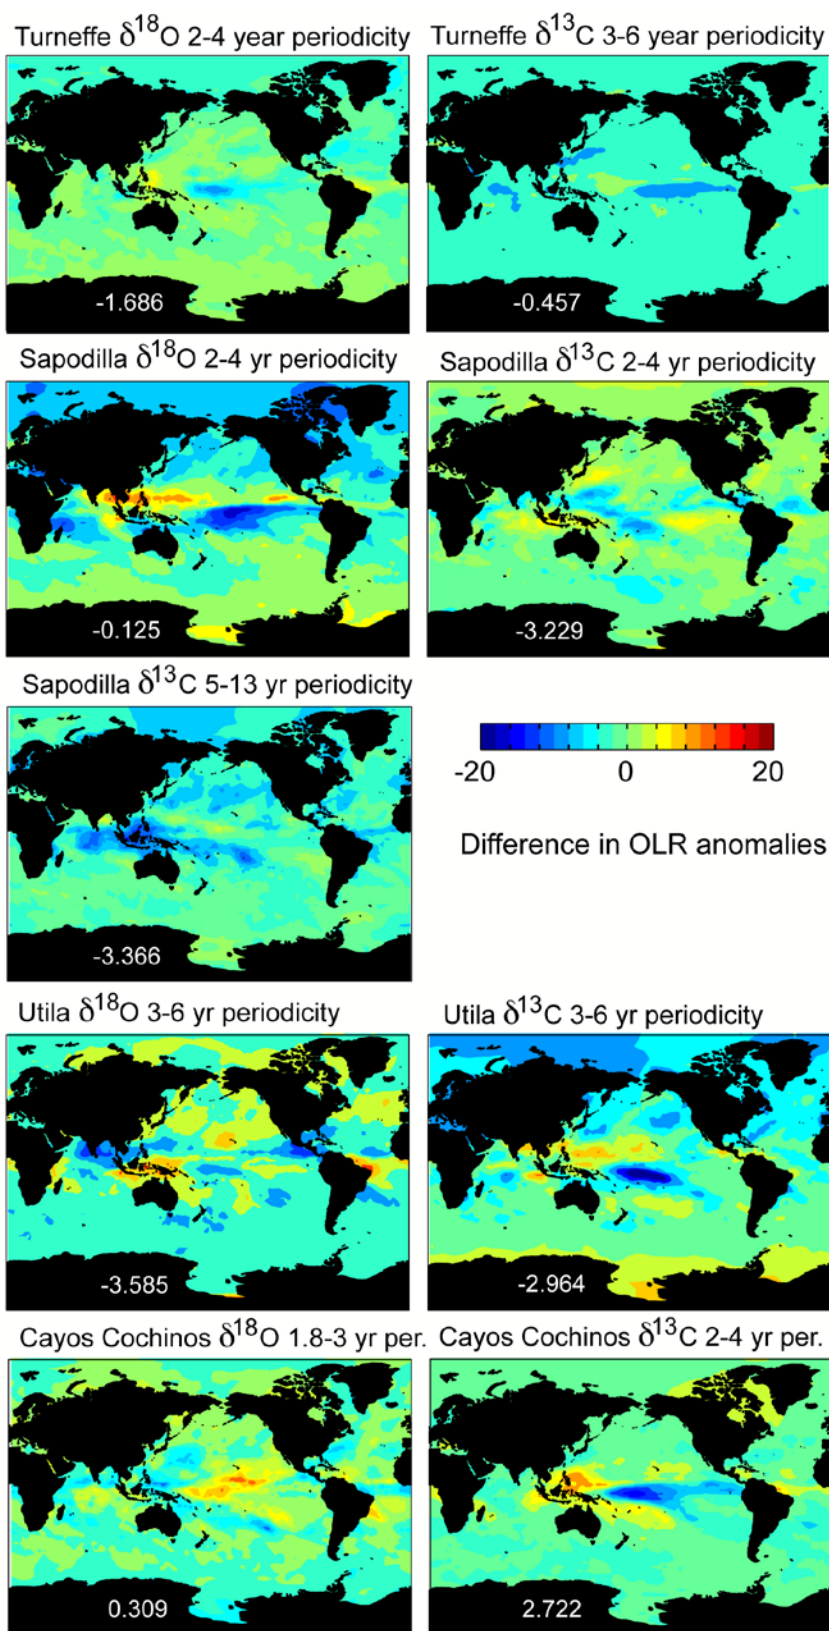 Turneffe δ18O 2-4 year periodicity
Turneffe δ13C 3-6 year periodicity
-1.686
-0.457
Sapodilla δ18O 2-4 yr periodicity
Sapodilla δ13C 2-4 yr periodicity
-0.125
-3.229
Sapodilla δ13C 5-13 yr periodicity
-3.366
-20 0 20
Difference in OLR anomalies
Utila δ18O 3-6 yr periodicity
Utila δ13C 3-6 yr periodicity
-3.585
-2.964
Cayos Cochinos δ18O 1.8-3 yr per.
Cayos Cochinos δ13C 2-4 yr per.
0.309
2.722